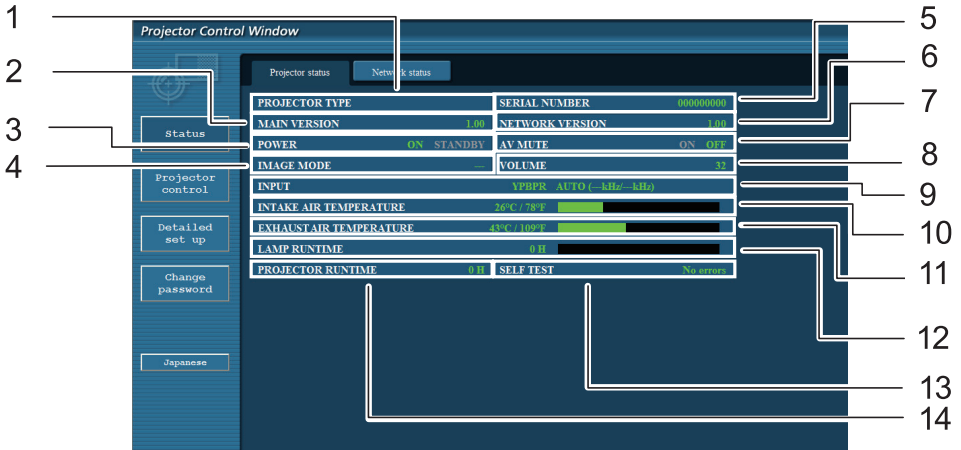 1
5
Projector Control Window
6
2
Projector status Network status
7
PROJECTOR TYPE SERIAL NUMBER 000000000
3
MAIN VERSION 1.00 NETWORK VERSION 1.00
Status
POWER ON STANDBY AV MUTE ON OFF
8
4
IMAGE MODE --- VOLUME 32
Projector
control
INPUT YPBPR AUTO (---kHz/---kHz)
9
INTAKE AIR TEMPERATURE 26°C / 78°F
10
Detailed
set up
EXHAUST AIR TEMPERATURE 43°C / 109°F
LAMP RUNTIME 0 H
11
PROJECTOR RUNTIME 0 H SELF TEST No errors
Change
password
12
Japanese
13
14